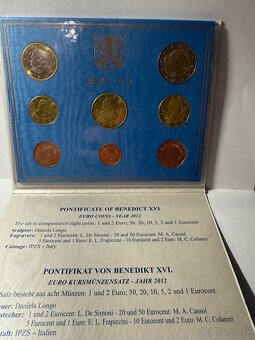 MMXII 2012
PONTIFICATE OF BENEDICT XVI
EURO COINS - YEAR 2012
The set is composed of eight coins: 1 and 2 Euro; 50, 20, 10, 5, 2 and 1 Eurocent
Sculptor: Daniela Longo
Engravers: 1 and 2 Euro: L. De Simoni - 20 and 50 Eurocent: M. A. Cassol
5 Eurocent and 1 Euro: E. L. Frapiccini - 10 Eurocent and 2 Euro: M. C. Colaneri
Coinage: IPZS – Italy
PONTIFIKAT VON BENEDIKT XVI.
EURO KURSMÜNZENSATZ - JAHR 2012
Satz besteht aus acht Münzen: 1 und 2 Euro; 50, 20, 10, 5, 2
uer: Daniela Longo
stecher: 1 und 2 Eurocent: L. De Simoni - 20 und 50 Eurocent: M. A. Cassol
5 Eurocent und 1 Euro: E. L. Frapiccini - 10 Eurocent und 2 Euro: M. C. C
tätt: IPZS – Italien